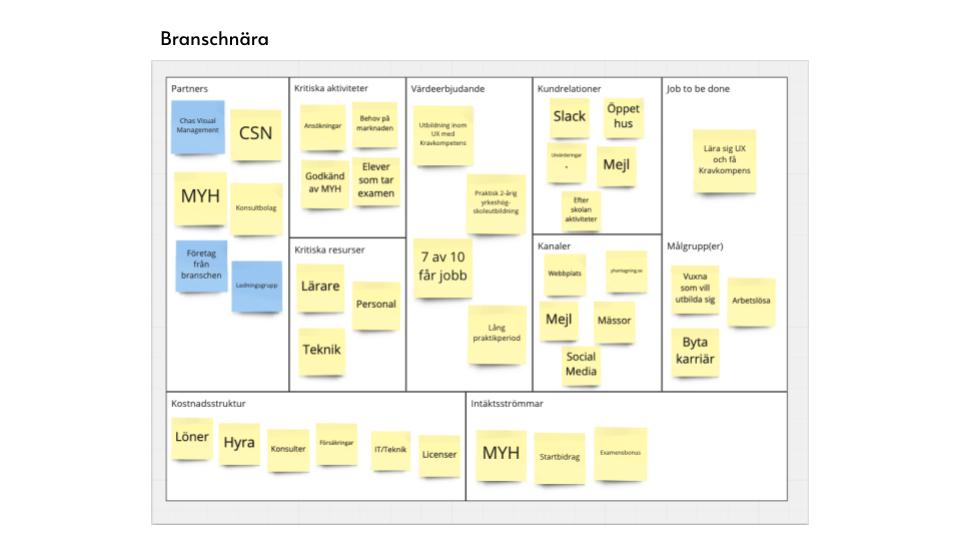 Branschnära
Partners
Chas Visual
Management
CSN
MYH
Konsultbolag
Företag
från
branschen
Ledningsgrupp
Kritiska aktiviteter
Ansökningar
Behov på
marknaden
Godkänd
av MYH
Elever
som tar
examen
Kritiska resurser
Lärare
Personal
Teknik
Värdeerbjudande
Utbildning inom
UX med
Kravkompetens
Praktisk 2-årig
yrkeshög-
skoleutbildning
7 av 10
får jobb
Lång
praktikperiod
Kundrelationer
Slack
Öppet
hus
Utvärderingar
Mejl
Efter
skolan
aktiviteter
Kanaler
Webbplats
yhantagning.se
Mejl
Mässor
Social
Media
Job to be done
Lära sig UX
och få
Kravkompens
Målgrupp(er)
Vuxna
som vill
utbilda sig
Arbetslösa
Byta
karriär
Kostnadsstruktur
Löner
Hyra
Konsulter
Försäkringar
IT/Teknik
Licenser
Intäktsströmmar
MYH
Startbidrag
Examensbonus